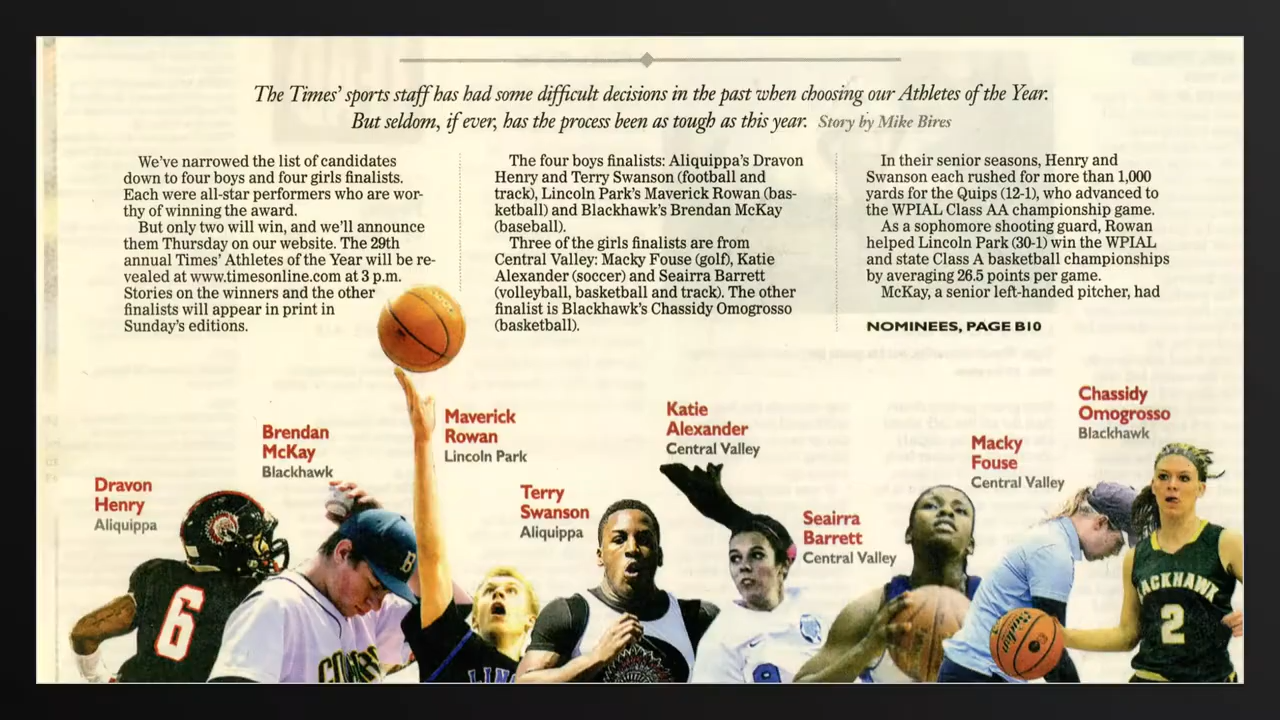 The Times' sports staff has had some difficult decisions in the past when choosing our Athletes of the Year.
But seldom, if ever, has the process been as tough as this year. Story by Mike Bires
We've narrowed the list of candidates
down to four boys and four girls finalists.
Each were all-star performers who are wor-
thy of winning the award.
But only two will win, and we'll announce
them Thursday on our website. The 29th
annual Times' Athletes of the Year will be re-
vealed at www.timesonline.com at 3 p.m.
Stories on the winners and the other
finalists will appear in print in
Sunday's editions.
The four boys finalists: Aliquippa's Dravon
Henry and Terry Swanson (football and
track), Lincoln Park's Maverick Rowan (bas-
ketball) and Blackhawk's Brendan McKay
(baseball).
Three of the girls finalists are from
Central Valley: Macky Fouse (golf), Katie
Alexander (soccer) and Seairra Barrett
(volleyball, basketball and track). The other
finalist is Blackhawk's Chassidy Omogrosso
(basketball).
In their senior seasons, Henry and
Swanson each rushed for more than 1,000
yards for the Quips (12-1), who advanced to
the WPIAL Class AA championship game.
As a sophomore shooting guard, Rowan
helped Lincoln Park (30-1) win the WPIAL
and state Class A basketball championships
by averaging 26.5 points per game.
McKay, a senior left-handed pitcher, had
NOMINEES, PAGE B10
Dravon
Henry
Aliquippa
Brendan
McKay
Blackhawk
Maverick
Rowan
Lincoln Park
Terry
Swanson
Aliquippa
Katie
Alexander
Central Valley
Seairra
Barrett
Central Valley
Macky
Fouse
Central Valley
Chassidy
Omogrosso
Blackhawk
6
B
LINC
ACKHAWK
2